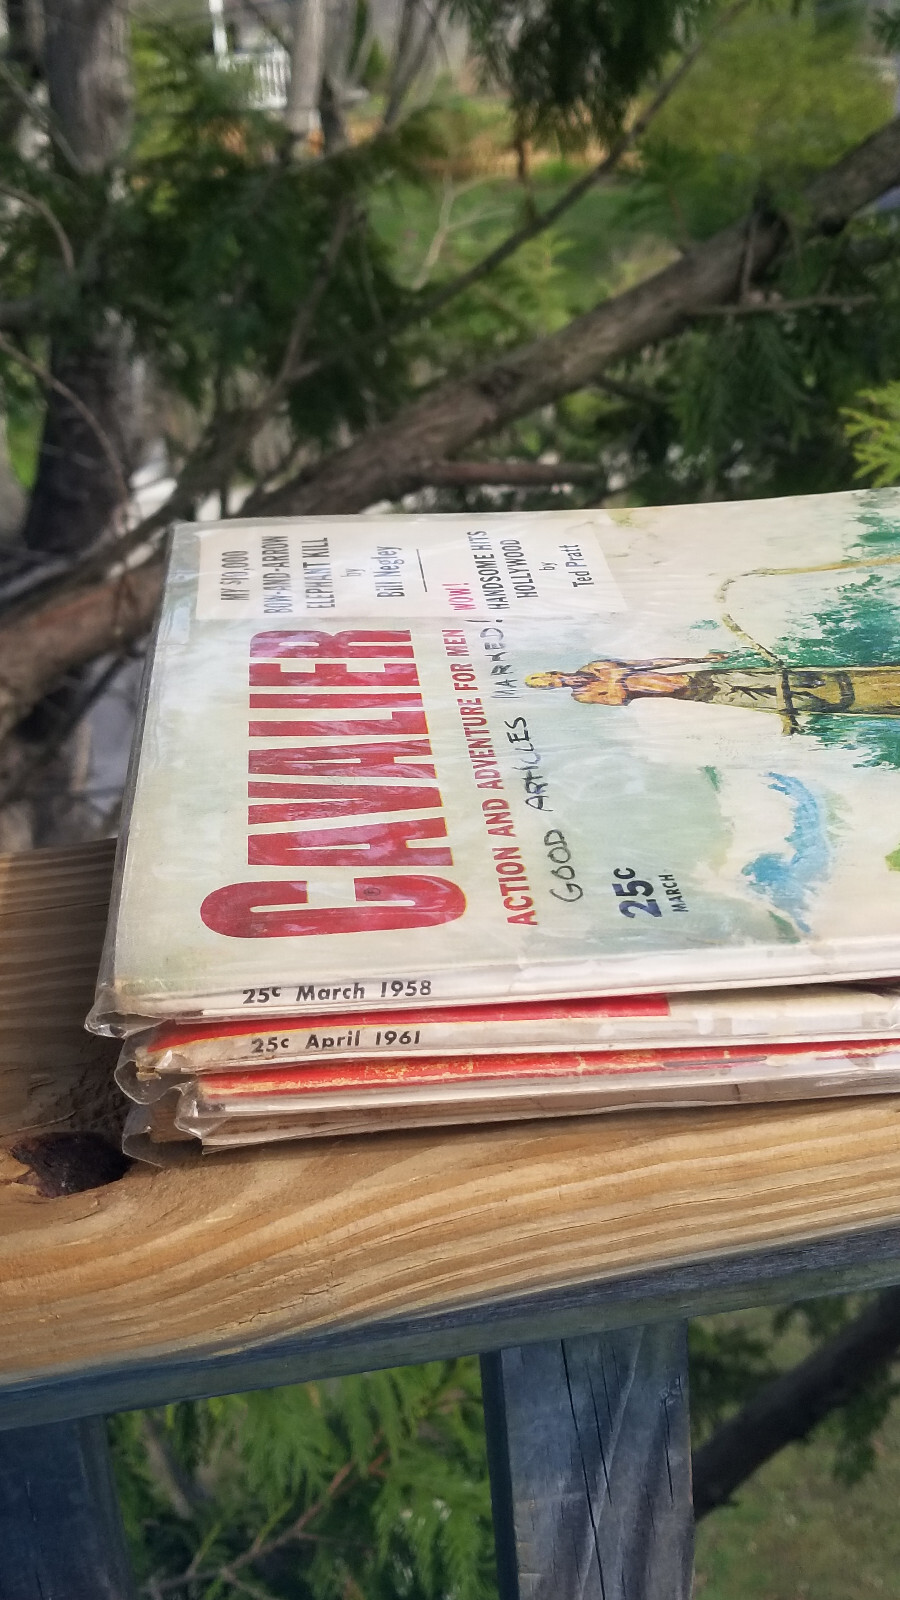 MY $10,000
BOW-AND-ARROW
ELEPHANT KILL
by
Bill Negley
WOW!
HANDSOME HITS
HOLLYWOOD
by
Ted Pratt
CAVALIER
®
ACTION AND ADVENTURE FOR MEN
GOOD ARTICLES MARKED!
25c
MARCH
25c March 1958
25c April 1961